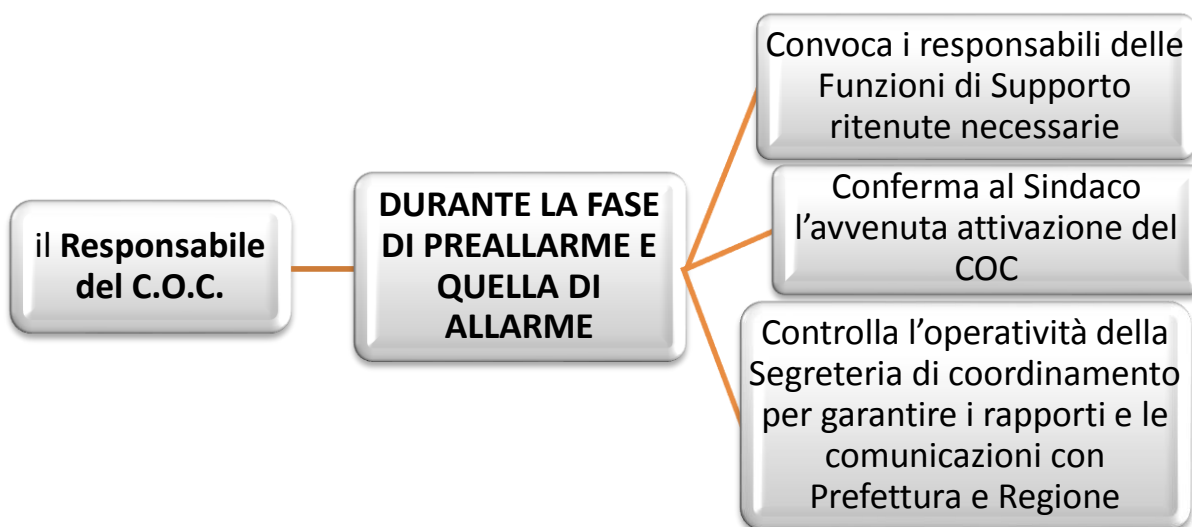 il Responsabile
del C.O.C.
DURANTE LA FASE
DI PREALLARME E
QUELLA DI
ALLARME
Convoca i responsabili delle
Funzioni di Supporto
ritenute necessarie
Conferma al Sindaco
l’avvenuta attivazione del
COC
Controlla l’operatività della
Segreteria di coordinamento
per garantire i rapporti e le
comunicazioni con
Prefettura e Regione